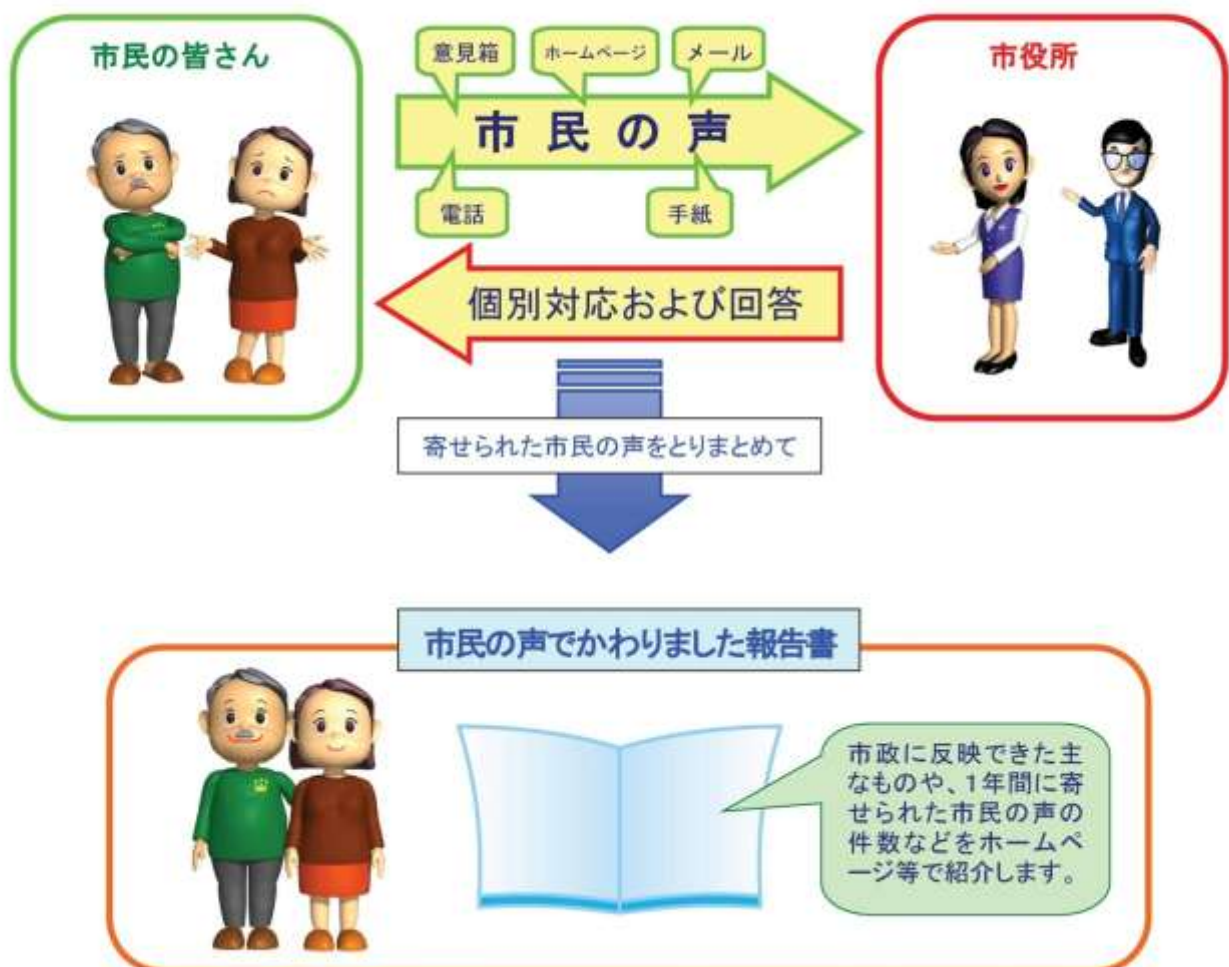 市民の皆さん
意見箱
ホームページ
メール
市役所
市民の声
電話
手紙
個別対応および回答
寄せられた市民の声をとりまとめて
市民の声でかわりました報告書
市政に反映できた主
なものや、1年間に寄
せられた市民の声の
件数などをホームペ
ージ等で紹介します。